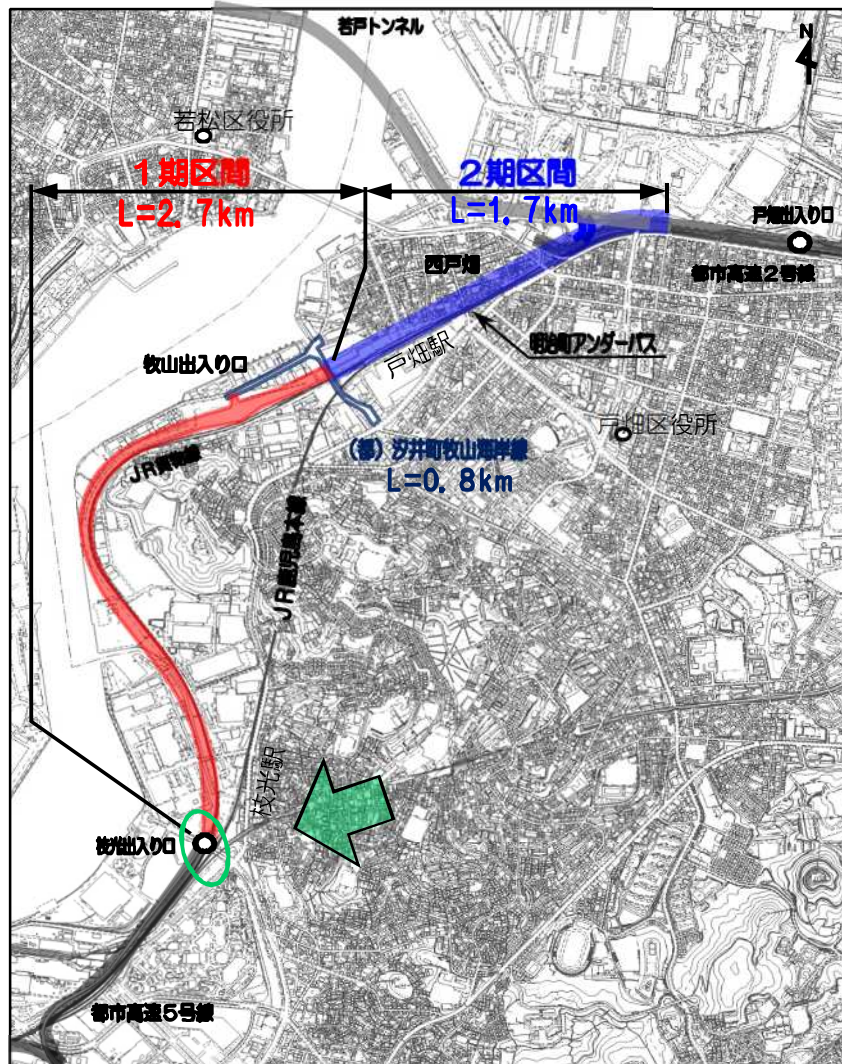 若戸トンネル
N
若松区役所
1期区間
L=2.7km
2期区間
L=1.7km
戸畑出入り口
都市高速2号線
西戸畑
明治町アンダーパス
戸畑駅
牧山出入り口
戸畑区役所
(都)汐井町牧山海岸線
L=0.8km
JR貨物線
JR鹿児島本線
枝光駅
枝光出入り口
都市高速5号線